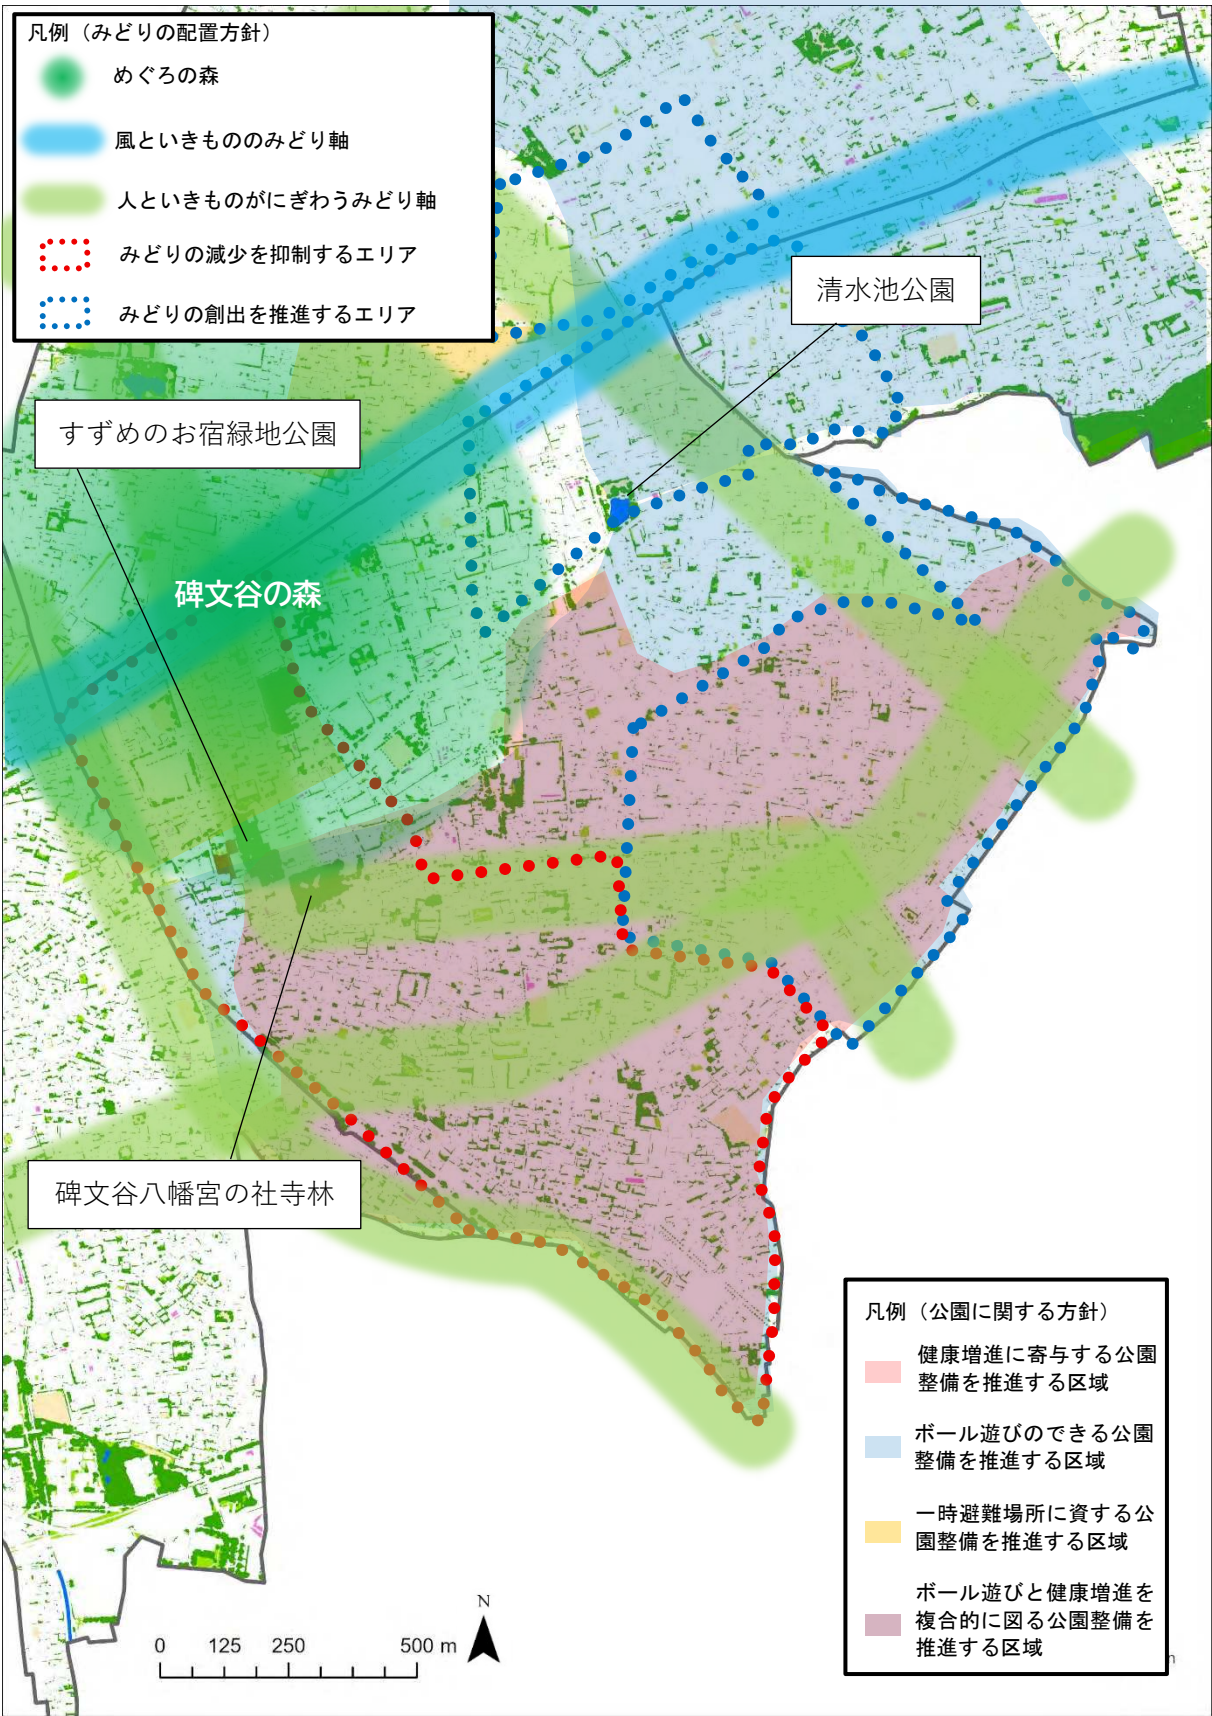 凡例（みどりの配置方針）
めぐろの森
風といきもののみどり軸
人といきものがにぎわうみどり軸
みどりの減少を抑制するエリア
みどりの創出を推進するエリア
清水池公園
すずめのお宿緑地公園
碑文谷の森
碑文谷八幡宮の社寺林
凡例（公園に関する方針）
健康増進に寄与する公園
整備を推進する区域
ボール遊びのできる公園
整備を推進する区域
一時避難場所に資する公
園整備を推進する区域
ボール遊びと健康増進を
複合的に図る公園整備を
推進する区域
N
0 125 250 500 m